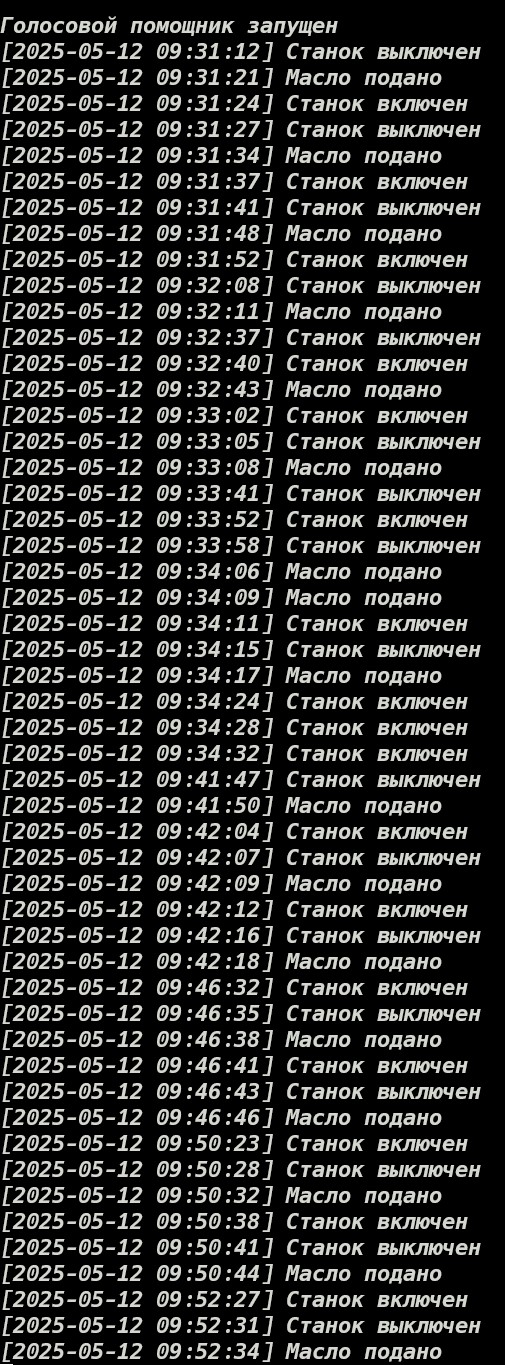 Голосовой помощник запущен
[2025-05-12 09:31:12] Станок выключен
[2025-05-12 09:31:21] Масло подано
[2025-05-12 09:31:24] Станок включен
[2025-05-12 09:31:27] Станок выключен
[2025-05-12 09:31:34] Масло подано
[2025-05-12 09:31:37] Станок включен
[2025-05-12 09:31:41] Станок выключен
[2025-05-12 09:31:48] Масло подано
[2025-05-12 09:31:52] Станок включен
[2025-05-12 09:32:08] Станок выключен
[2025-05-12 09:32:11] Масло подано
[2025-05-12 09:32:37] Станок выключен
[2025-05-12 09:32:40] Станок включен
[2025-05-12 09:32:43] Масло подано
[2025-05-12 09:33:02] Станок включен
[2025-05-12 09:33:05] Станок выключен
[2025-05-12 09:33:08] Масло подано
[2025-05-12 09:33:41] Станок выключен
[2025-05-12 09:33:52] Станок включен
[2025-05-12 09:33:58] Станок выключен
[2025-05-12 09:34:06] Масло подано
[2025-05-12 09:34:09] Масло подано
[2025-05-12 09:34:11] Станок включен
[2025-05-12 09:34:15] Станок выключен
[2025-05-12 09:34:17] Масло подано
[2025-05-12 09:34:24] Станок включен
[2025-05-12 09:34:28] Станок включен
[2025-05-12 09:34:32] Станок включен
[2025-05-12 09:41:47] Станок выключен
[2025-05-12 09:41:50] Масло подано
[2025-05-12 09:42:04] Станок включен
[2025-05-12 09:42:07] Станок выключен
[2025-05-12 09:42:09] Масло подано
[2025-05-12 09:42:12] Станок включен
[2025-05-12 09:42:16] Станок выключен
[2025-05-12 09:42:18] Масло подано
[2025-05-12 09:46:32] Станок включен
[2025-05-12 09:46:35] Станок выключен
[2025-05-12 09:46:38] Масло подано
[2025-05-12 09:46:41] Станок включен
[2025-05-12 09:46:43] Станок выключен
[2025-05-12 09:46:46] Масло подано
[2025-05-12 09:50:23] Станок включен
[2025-05-12 09:50:28] Станок выключен
[2025-05-12 09:50:32] Масло подано
[2025-05-12 09:50:38] Станок включен
[2025-05-12 09:50:41] Станок выключен
[2025-05-12 09:50:44] Масло подано
[2025-05-12 09:52:27] Станок включен
[2025-05-12 09:52:31] Станок выключен
[2025-05-12 09:52:34] Масло подано